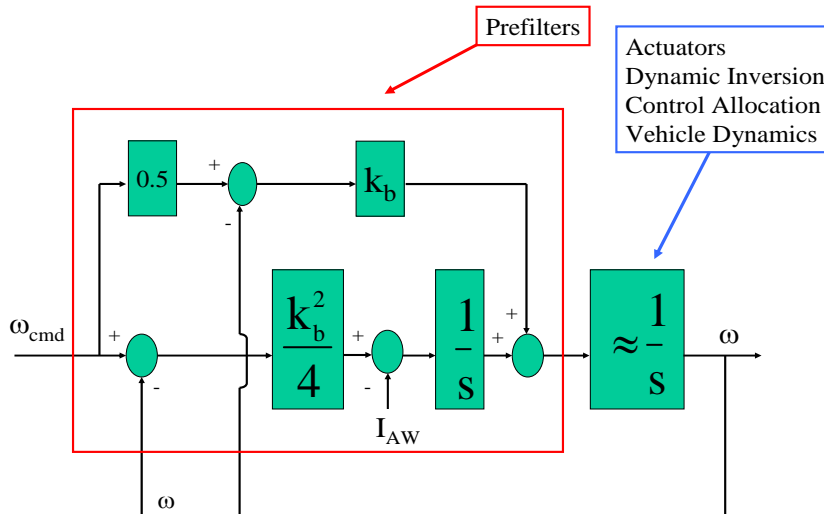 Prefilters
Actuators
Dynamic Inversion
Control Allocation
Vehicle Dynamics
0.5
+
-
k_b
ω_cmd
+
-
k_b^2
4
+
-
I_AW
1
s
+
+
≈ 1
s
ω
ω